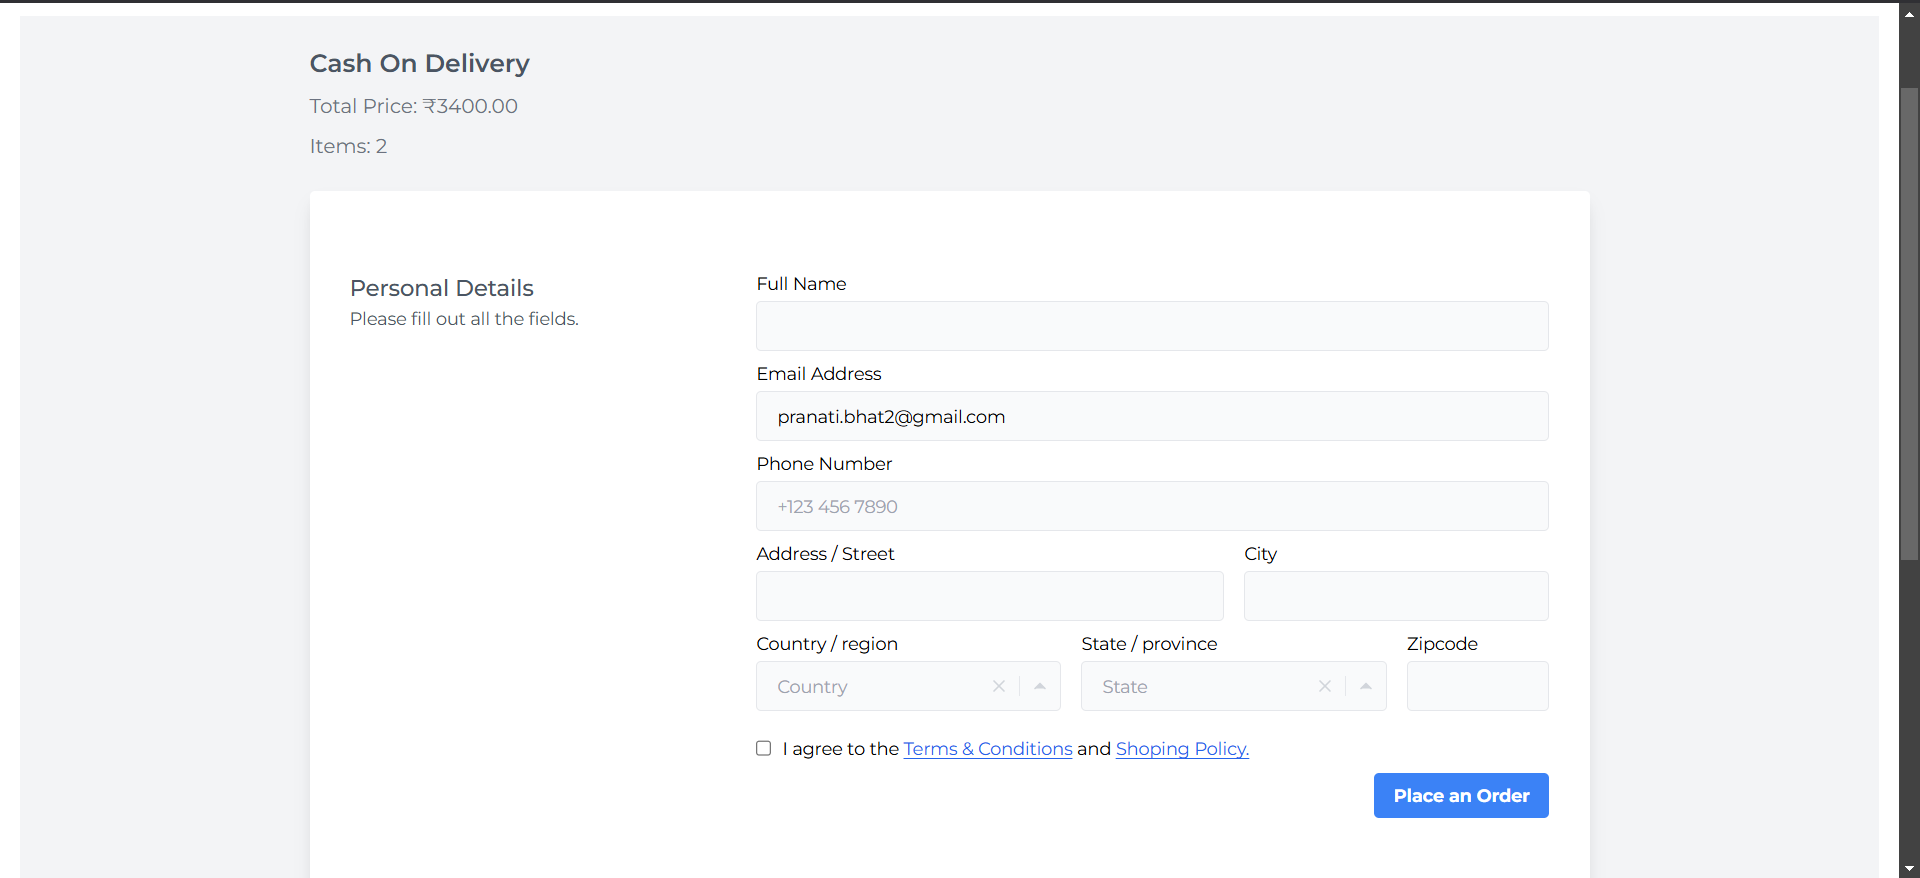 Cash On Delivery
Total Price: ₹3400.00
Items: 2
Personal Details
Please fill out all the fields.
Full Name
Email Address
pranati.bhat2@gmail.com
Phone Number
+123 456 7890
Address / Street
City
Country / region
State / province
Zipcode
Country
State
I agree to the Terms & Conditions and Shoping Policy.
Place an Order